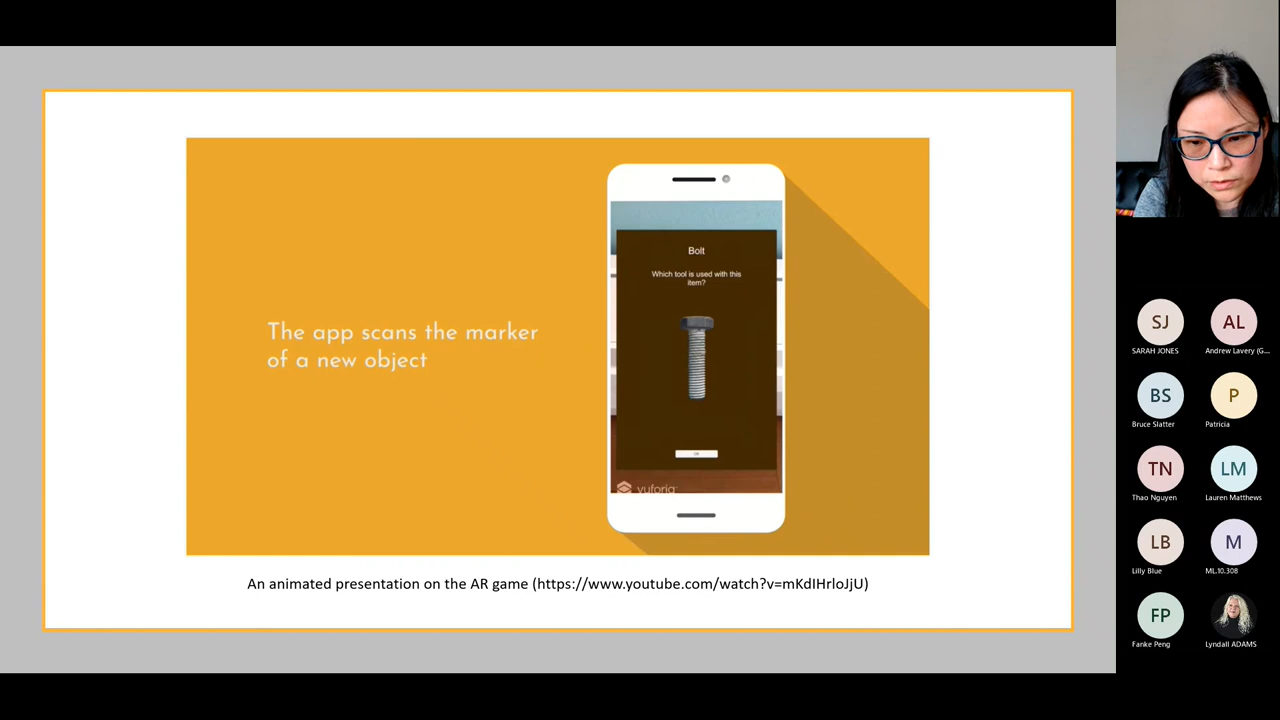 The app scans the marker
of a new object
Bolt
Which tool is used with this
item?
vuforia
An animated presentation on the AR game (https://www.youtube.com/watch?v=mKdIHrloJjU)
SJ
AL
SARAH JONES
Andrew Lavery (G...
BS
P
Bruce Slatter
Patricia
TN
LM
Thao Nguyen
Lauren Matthews
LB
M
Lilly Blue
ML.10.308
FP
Fanke Peng
Lyndall ADAMS